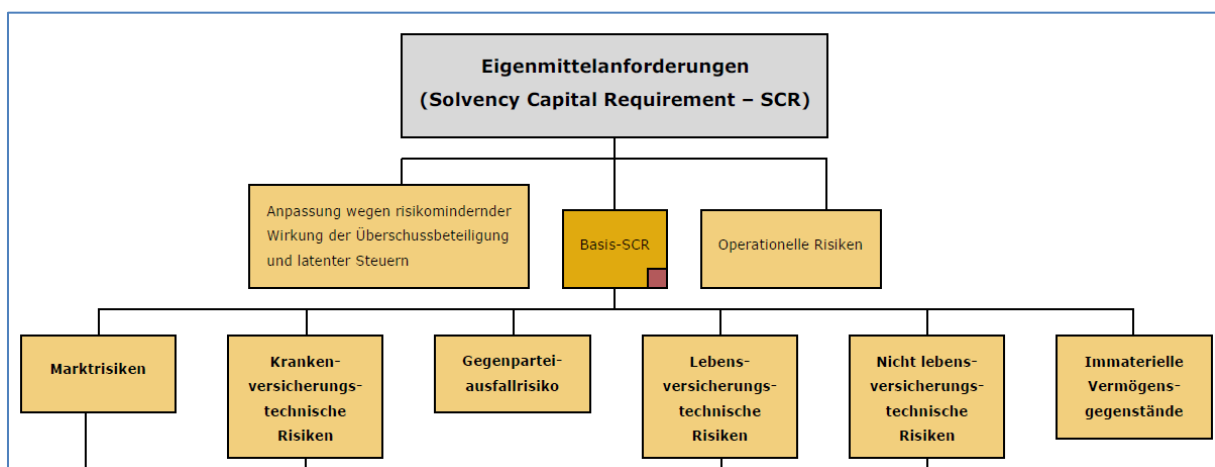 Eigenmittelanforderungen
(Solvency Capital Requirement – SCR)
Anpassung wegen risikomindernder
Wirkung der Überschussbeteiligung
und latenter Steuern
Basis-SCR
Operationelle Risiken
Marktrisiken
Kranken-
versicherungs-
technische
Risiken
Gegenpartei-
ausfallrisiko
Lebens-
versicherungs-
technische
Risiken
Nicht lebens-
versicherungs-
technische
Risiken
Immaterielle
Vermögens-
gegenstände